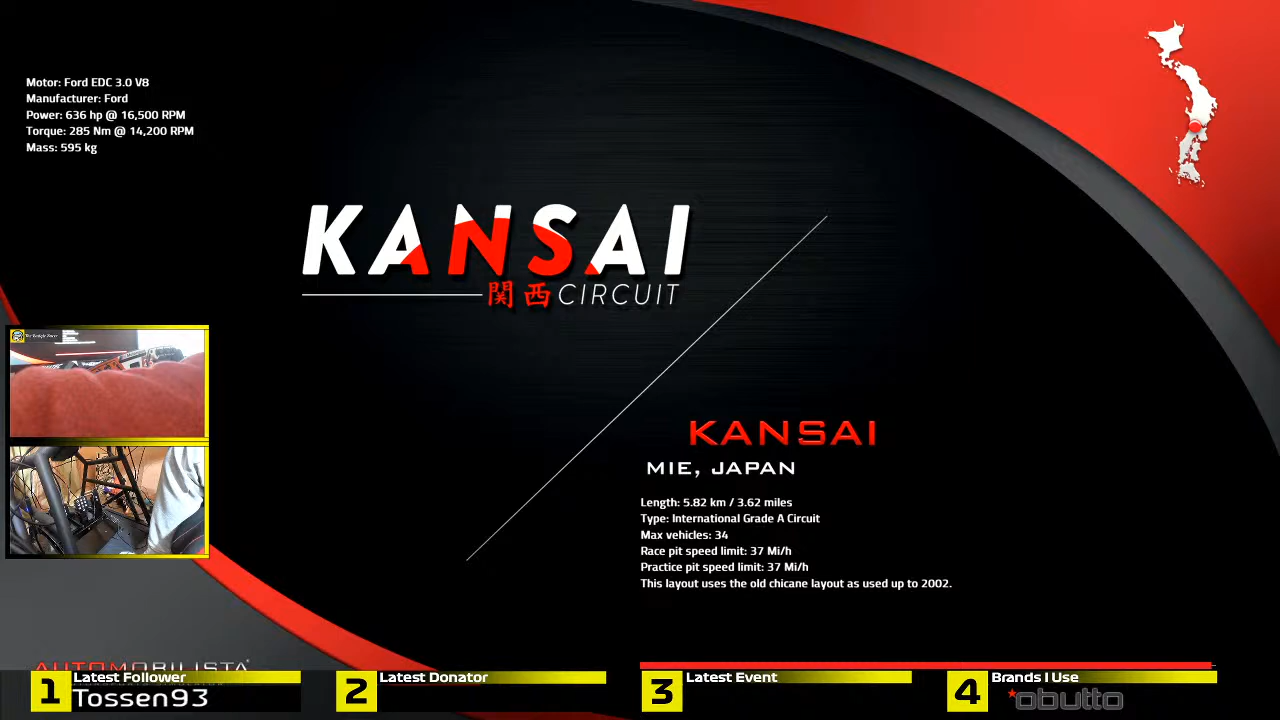 Motor: Ford EDC 3.0 V8
Manufacturer: Ford
Power: 636 hp @ 16,500 RPM
Torque: 285 Nm @ 14,200 RPM
Mass: 595 kg
KANSAI
関西 CIRCUIT
KANSAI
MIE, JAPAN
Length: 5.82 km / 3.62 miles
Type: International Grade A Circuit
Max vehicles: 34
Race pit speed limit: 37 Mi/h
Practice pit speed limit: 37 Mi/h
This layout uses the old chicane layout as used up to 2002.
AUTOMOBILISTA
1 Latest Follower
Tossen93
2 Latest Donator
3 Latest Event
4 Brands I Use
obutto